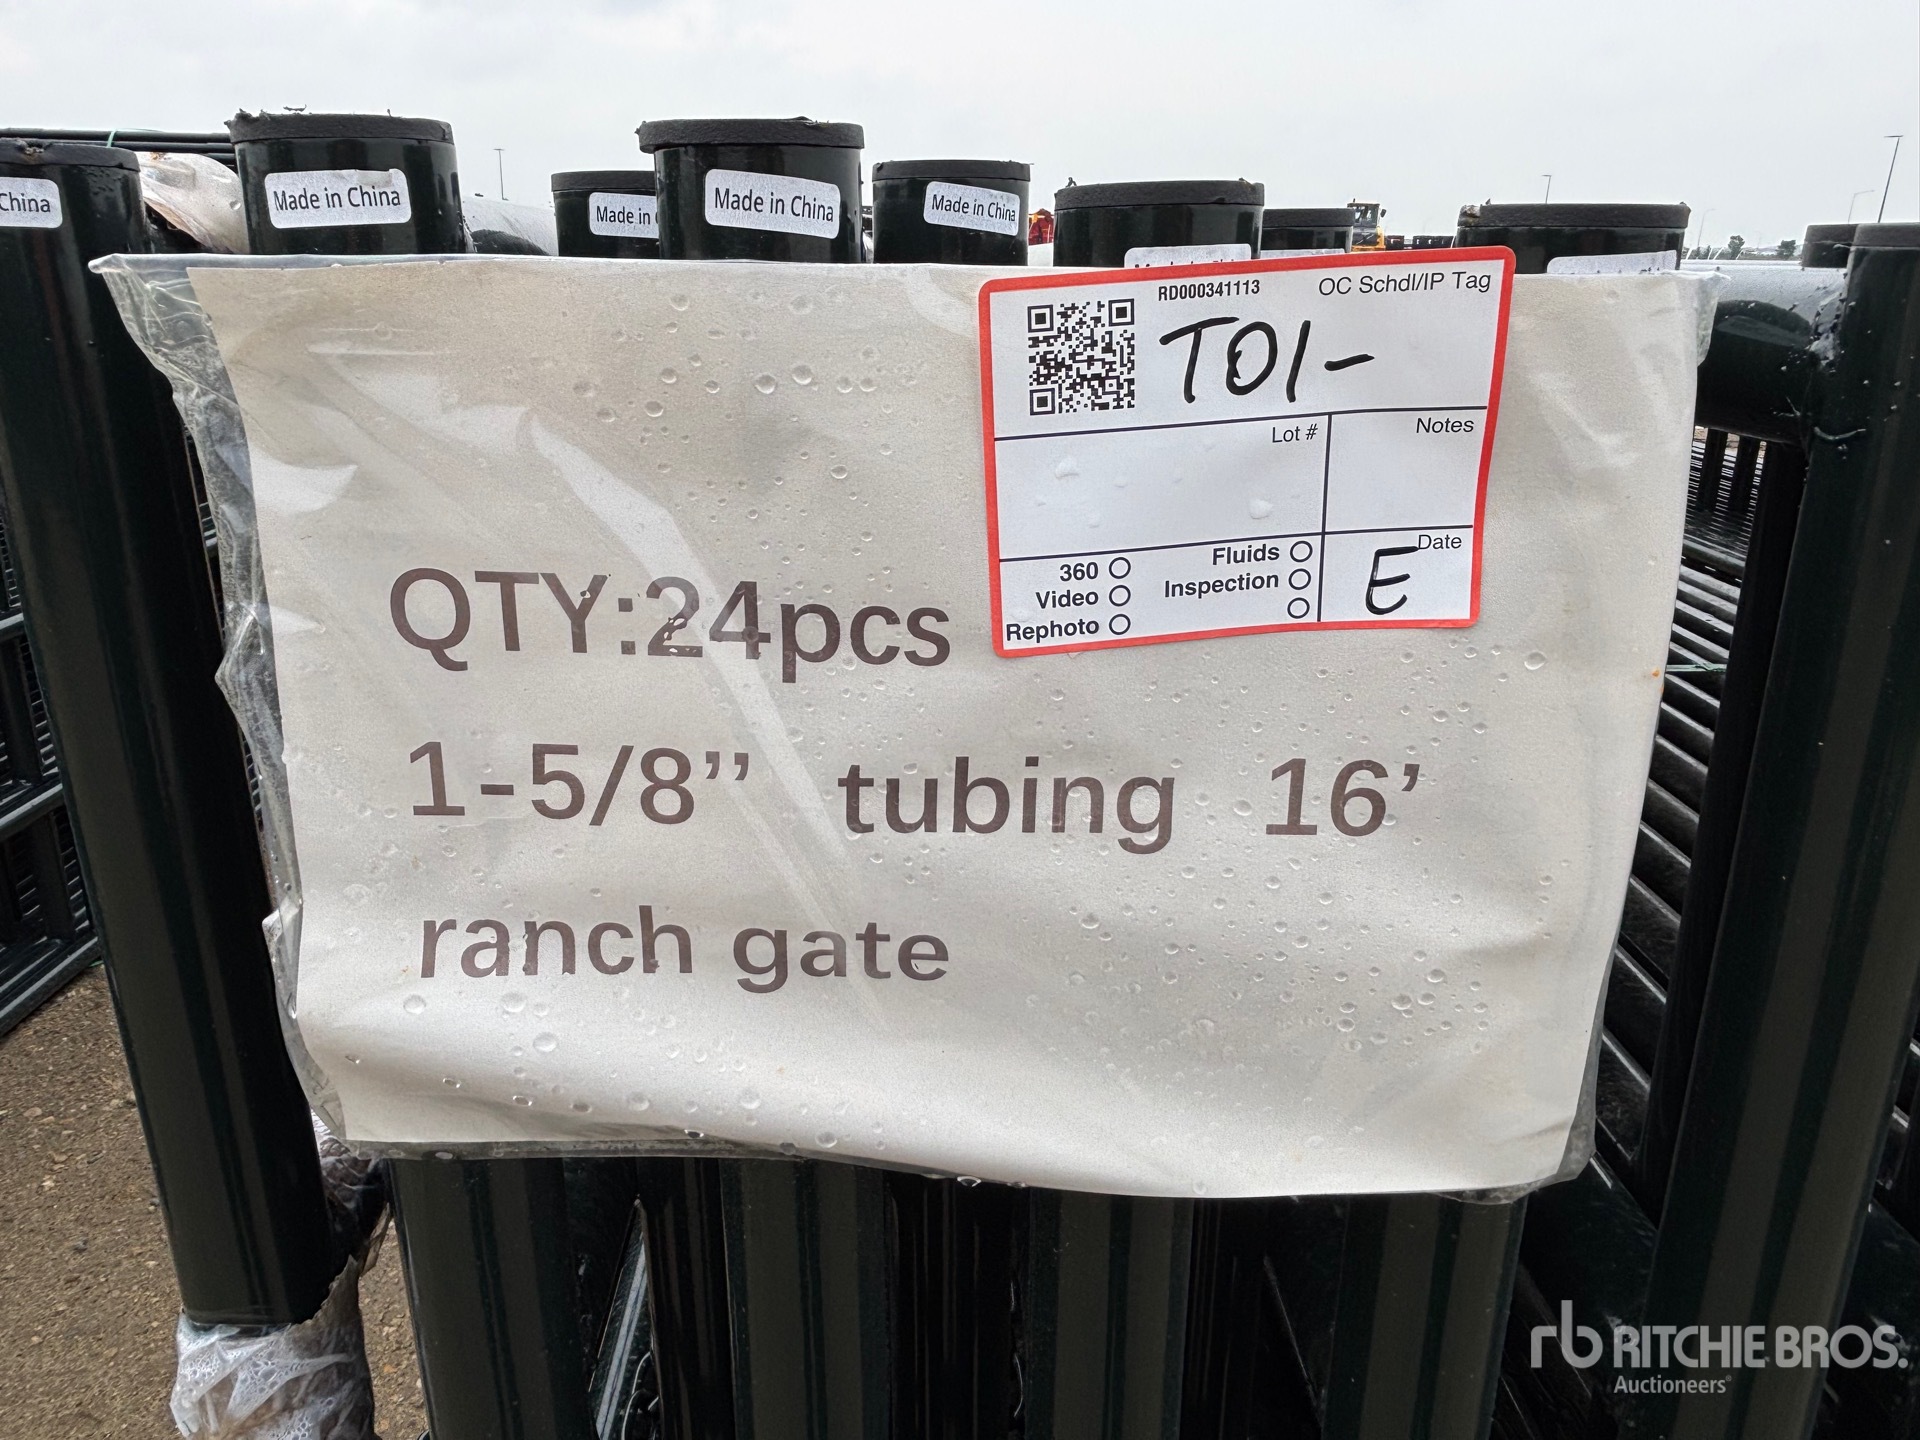 China
Made in China
Made in
Made in China
Made in China
RD000341113
OC Schdl/IP Tag
T01-
Lot #
Notes
360
Video
Rephoto
Fluids
Inspection
Date
E
QTY:24pcs
1-5/8’’ tubing 16’
ranch gate
rb RITCHIE BROS.
Auctioneers